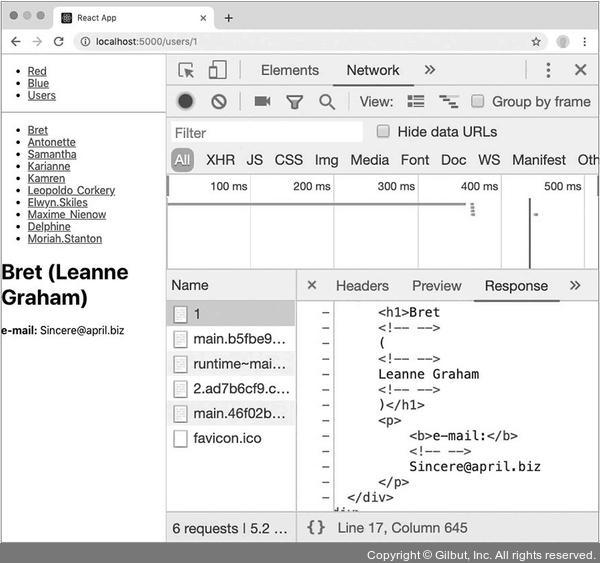 React App
localhost:5000/users/1
Red
Blue
Users
Bret
Antonette
Samantha
Karianne
Kamren
Leopoldo_Corkery
Elwyn.Skiles
Maxime_Nienow
Delphine
Moriah.Stanton
Bret (Leanne
Graham)
e-mail: Sincere@april.biz
Elements Network
View: Group by frame
Filter Hide data URLs
All XHR JS CSS Img Media Font Doc WS Manifest Oth
100 ms 200 ms 300 ms 400 ms 500 ms
Name
1
main.b5fbe9...
runtime~mai...
2.ad7b6cf9.c...
main.46f02b...
favicon.ico
6 requests | 5.2 ...
Headers Preview Response
<h1>Bret
<!-- -->
(
<!-- -->
Leanne Graham
<!-- -->
)</h1>
<p>
<b>e-mail:</b>
<!-- -->
Sincere@april.biz
</p>
</div>
{} Line 17, Column 645
Copyright © Gilbut, Inc. All rights reserved.